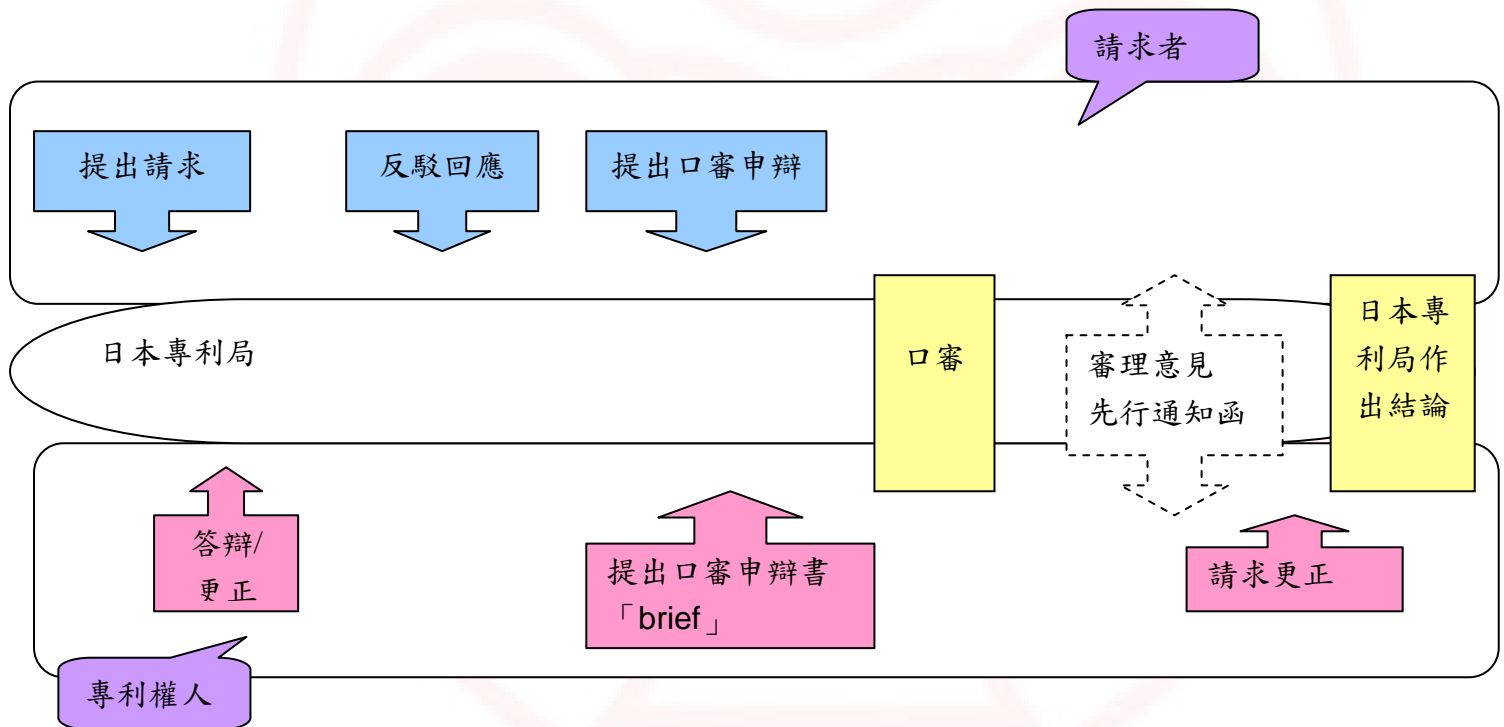 請求者
提出請求
反駁回應
提出口審申辯
日本專利局
口審
審理意見
先行通知函
日本專
利局作
出結論
答辯/
更正
提出口審申辯書
「brief」
請求更正
專利權人